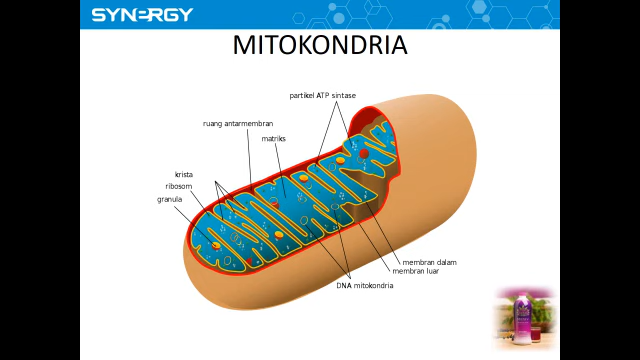 SYNERGY
MITOKONDRIA
partikel ATP sintase
ruang antarmembran
matriks
krista
ribosom
granula
membran dalam
membran luar
DNA mitokondria